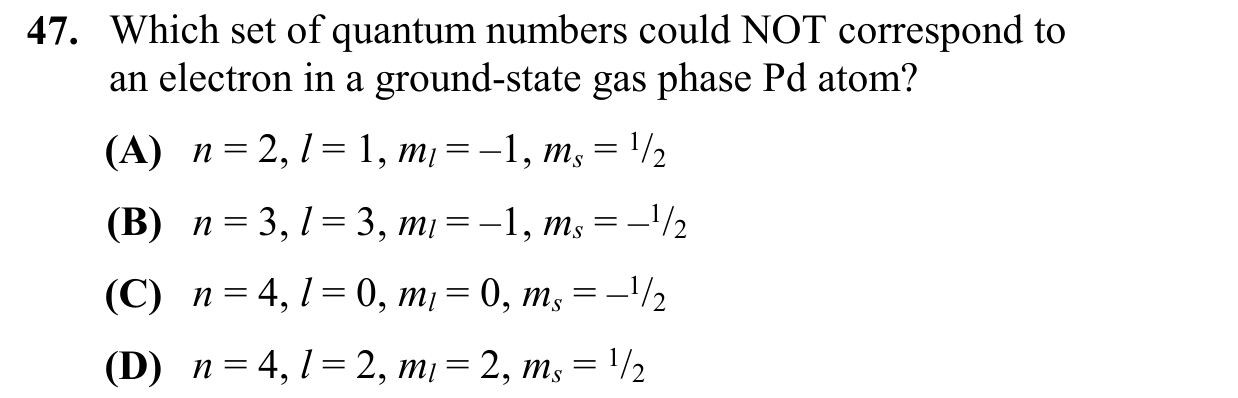 47. Which set of quantum numbers could NOT correspond to
an electron in a ground-state gas phase Pd atom?
(A) n = 2, l = 1, mₗ = –1, mₛ = ¹/₂
(B) n = 3, l = 3, mₗ = –1, mₛ = –¹/₂
(C) n = 4, l = 0, mₗ = 0, mₛ = –¹/₂
(D) n = 4, l = 2, mₗ = 2, mₛ = ¹/₂